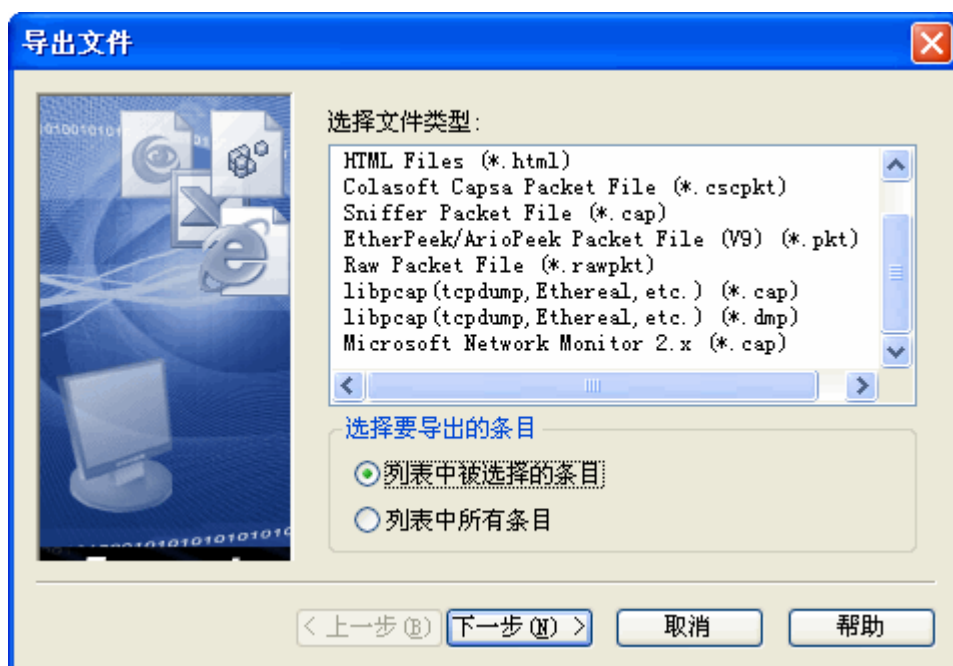 导出文件
选择文件类型:
HTML Files (*.html)
Colasoft Capsa Packet File (*.cscpkt)
Sniffer Packet File (*.cap)
EtherPeek/ArioPeek Packet File (V9) (*.pkt)
Raw Packet File (*.rawpkt)
libpcap(tcpdump,Ethereal,etc.) (*.cap)
libpcap(tcpdump,Ethereal,etc.) (*.dmp)
Microsoft Network Monitor 2.x (*.cap)
选择要导出的条目
列表中被选择的条目
列表中所有条目
< 上一步(B) 下一步(N) > 取消 帮助